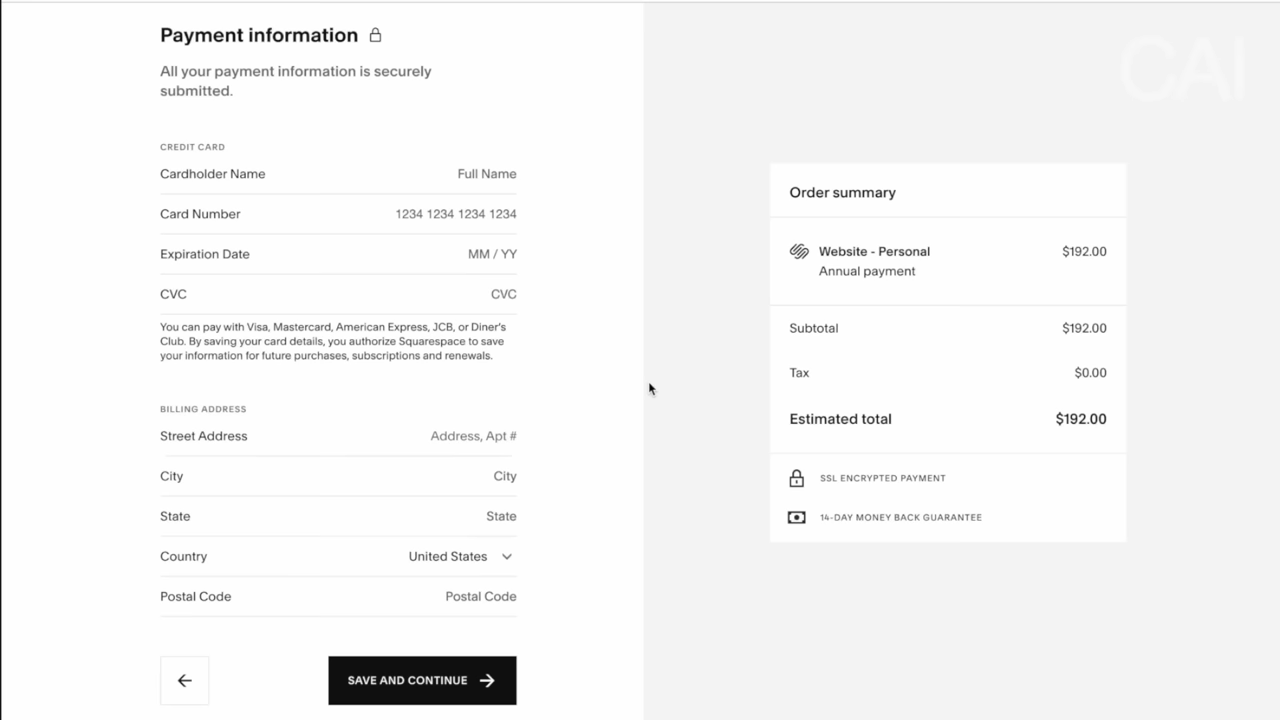 Payment information
All your payment information is securely
submitted.
CREDIT CARD
Cardholder Name Full Name
Card Number 1234 1234 1234 1234
Expiration Date MM / YY
CVC CVC
You can pay with Visa, Mastercard, American Express, JCB, or Diner's
Club. By saving your card details, you authorize Squarespace to save
your information for future purchases, subscriptions and renewals.
BILLING ADDRESS
Street Address Address, Apt #
City City
State State
Country United States
Postal Code Postal Code
SAVE AND CONTINUE
CAI
Order summary
Website - Personal $192.00
Annual payment
Subtotal $192.00
Tax $0.00
Estimated total $192.00
SSL ENCRYPTED PAYMENT
14-DAY MONEY BACK GUARANTEE